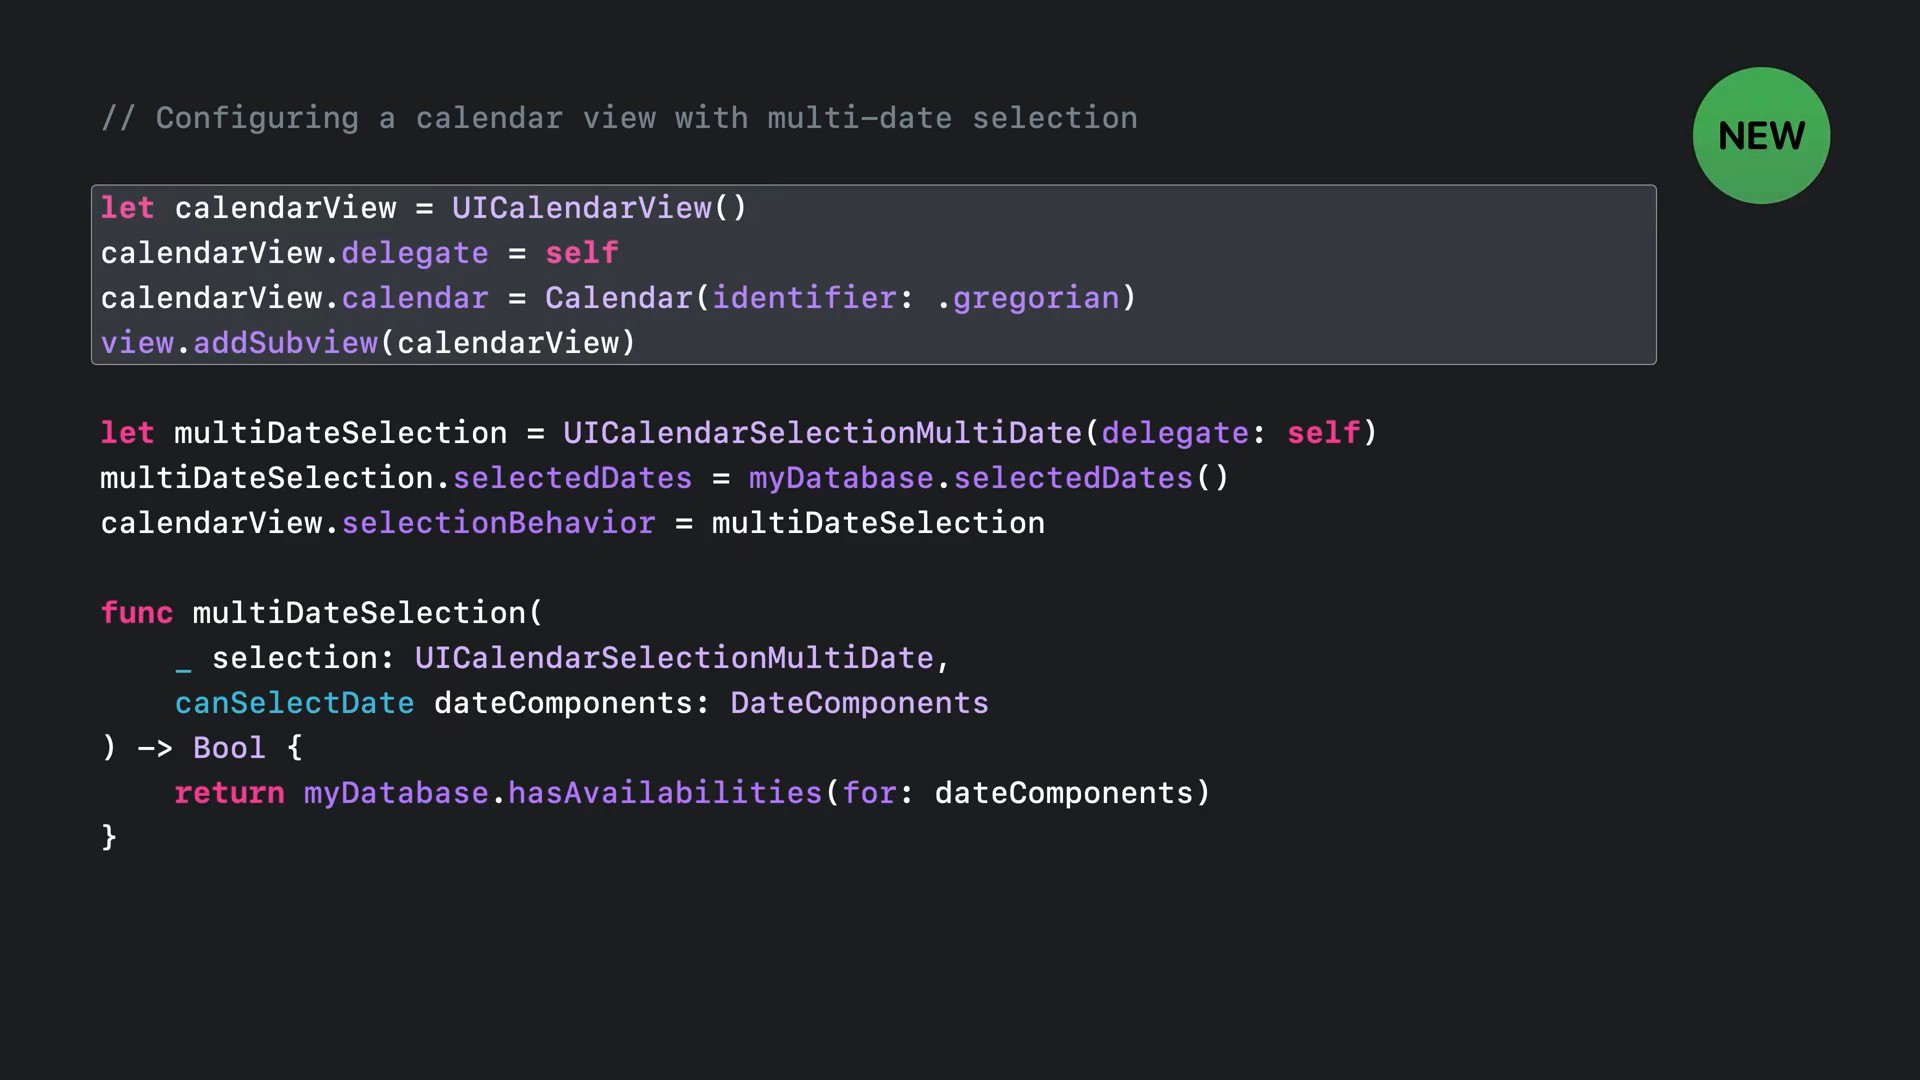 // Configuring a calendar view with multi-date selection
NEW
let calendarView = UICalendarView()
calendarView.delegate = self
calendarView.calendar = Calendar(identifier: .gregorian)
view.addSubview(calendarView)
let multiDateSelection = UICalendarSelectionMultiDate(delegate: self)
multiDateSelection.selectedDates = myDatabase.selectedDates()
calendarView.selectionBehavior = multiDateSelection
func multiDateSelection(
    _ selection: UICalendarSelectionMultiDate,
    canSelectDate dateComponents: DateComponents
) -> Bool {
    return myDatabase.hasAvailabilities(for: dateComponents)
}